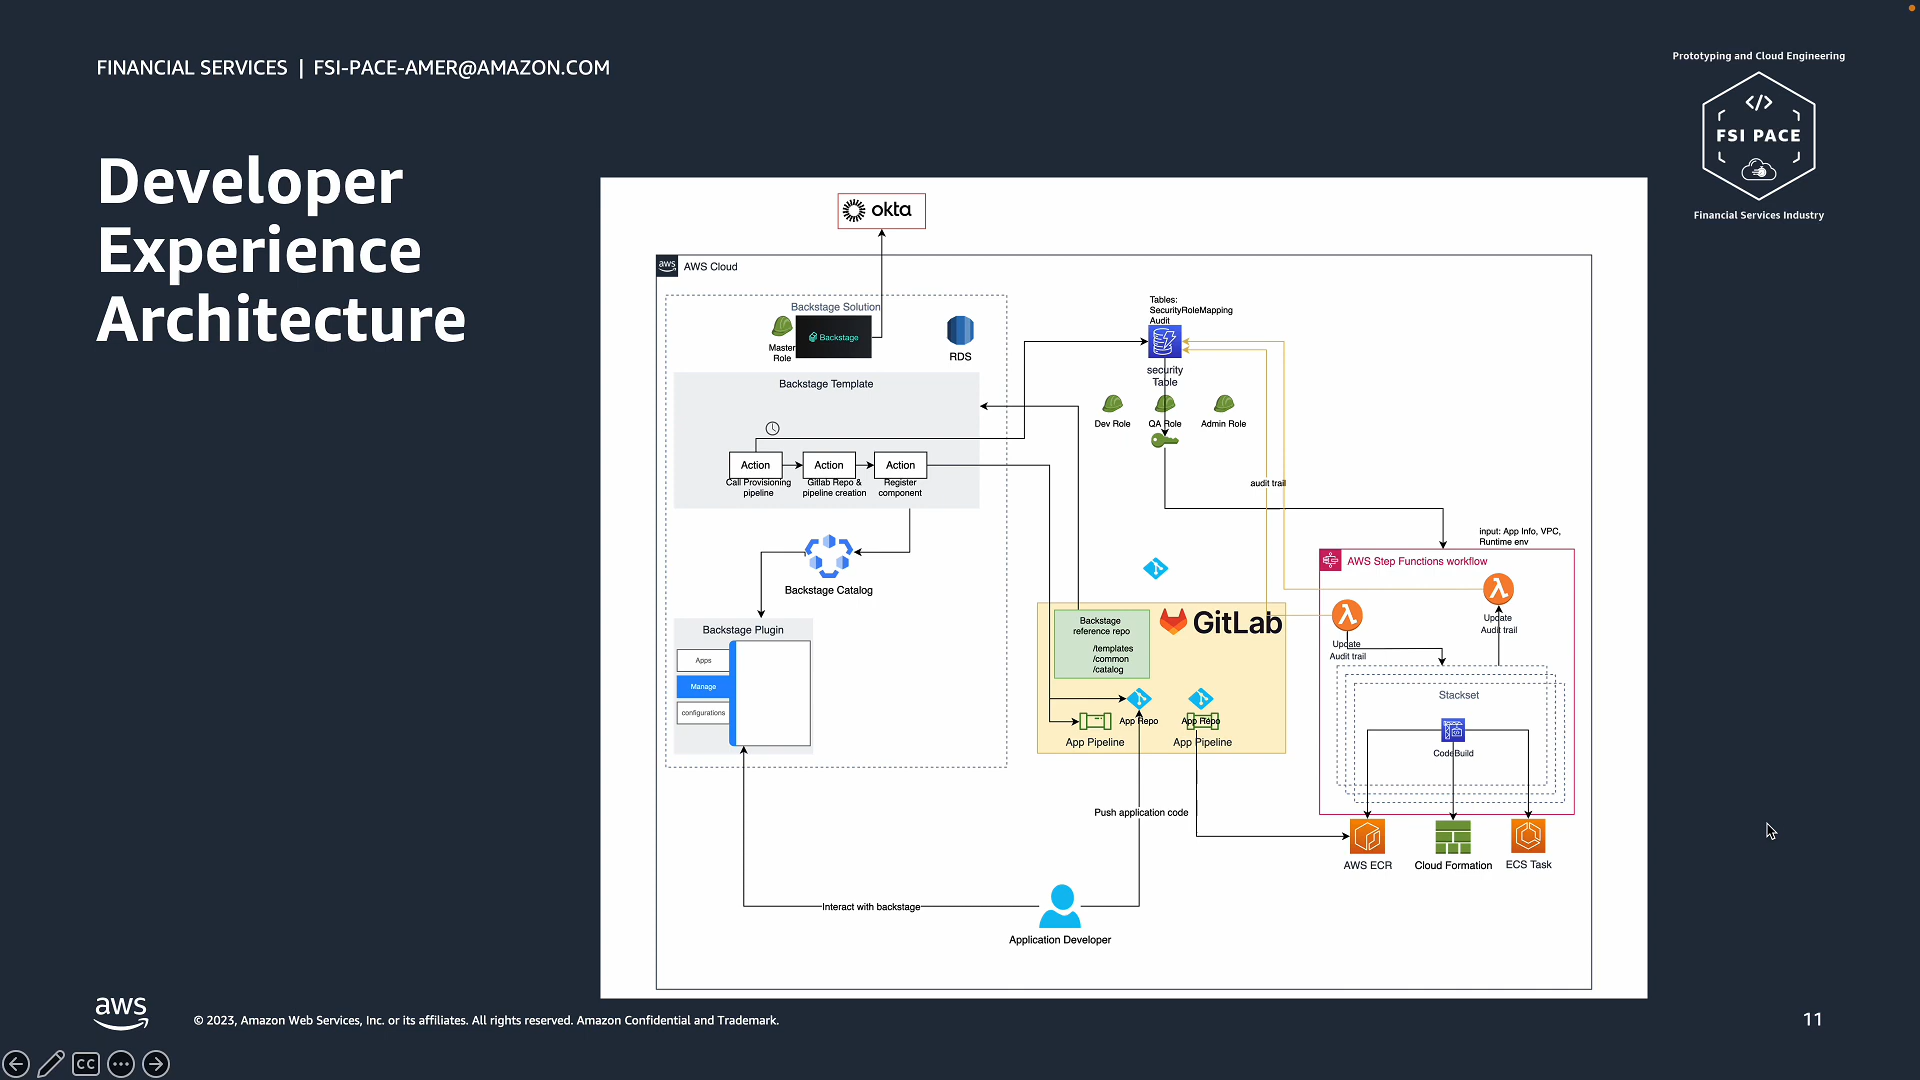 FINANCIAL SERVICES | FSI-PACE-AMER@AMAZON.COM
Prototyping and Cloud Engineering
</>
FSI PACE
Financial Services Industry
Developer
Experience
Architecture
okta
aws
AWS Cloud
Backstage Solution
Master
Role
Backstage
RDS
Tables:
SecurityRoleMapping
Audit
security
Table
Dev Role
QA Role
Admin Role
Backstage Template
Action
Action
Action
Call Provisioning
pipeline
Gitlab Repo &
pipeline creation
Register
component
audit trail
input: App Info, VPC,
Runtime env
AWS Step Functions workflow
Backstage Catalog
Update
Audit trail
Update
Audit trail
Backstage
reference repo
/templates
/common
/catalog
GitLab
Backstage Plugin
Apps
Manage
configurations
App Repo
App Repo
App Pipeline
App Pipeline
Stackset
CodeBuild
Push application code
AWS ECR
Cloud Formation
ECS Task
Interact with backstage
Application Developer
aws
© 2023, Amazon Web Services, Inc. or its affiliates. All rights reserved. Amazon Confidential and Trademark.
11
CC